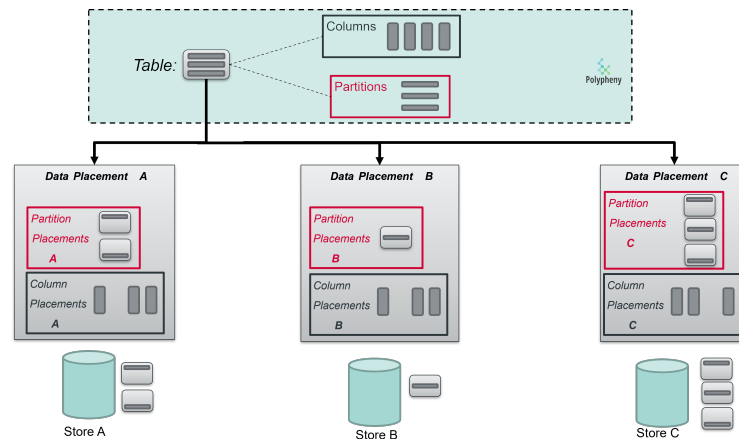 Columns
Table:
Partitions
Polypheny
Data Placement A
Partition
Placements
A
Column
Placements
A
Store A
Data Placement B
Partition
Placements
B
Column
Placements
B
Store B
Data Placement C
Partition
Placements
C
Column
Placements
C
Store C